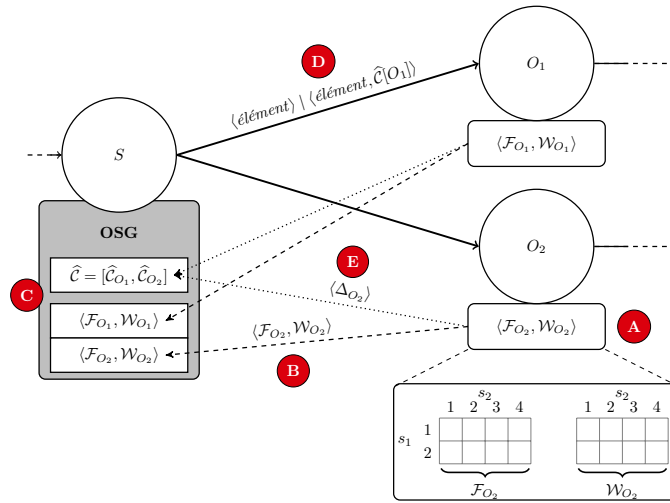 D
O₁
⟨élément⟩ | ⟨élément, Ĉ[O₁]⟩
S
⟨F_{O₁}, W_{O₁}⟩
OSG
O₂
Ĉ = [Ĉ_{O₁}, Ĉ_{O₂}]
E
C
⟨Δ_{O₂}⟩
⟨F_{O₁}, W_{O₁}⟩
⟨F_{O₂}, W_{O₂}⟩
⟨F_{O₂}, W_{O₂}⟩
A
⟨F_{O₂}, W_{O₂}⟩
B
s₂ s₂
1 2 3 4 1 2 3 4
s₁ 1
2
F_{O₂} W_{O₂}